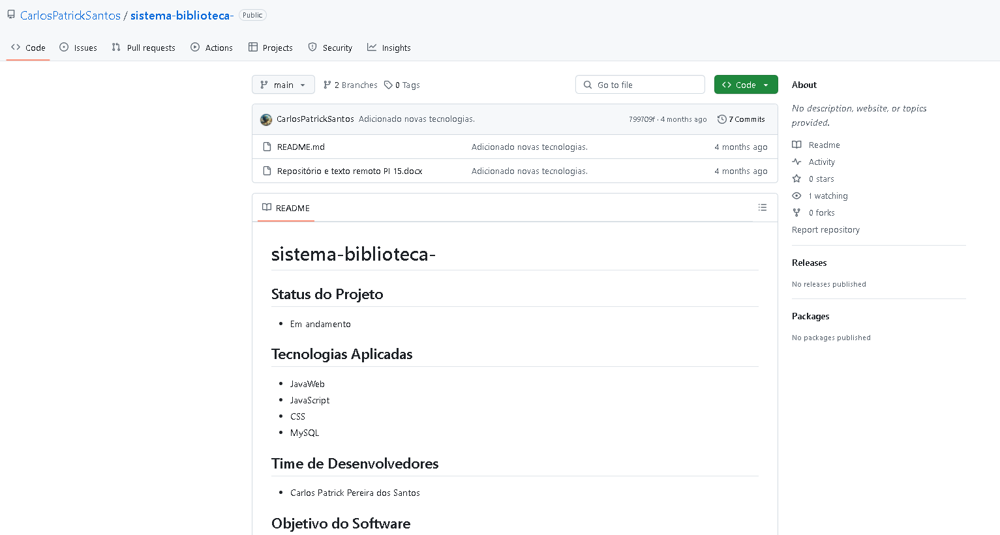 CarlosPatrickSantos / sistema-biblioteca- Public
Code Issues Pull requests Actions Projects Security Insights
main 2 Branches 0 Tags Go to file Code
CarlosPatrickSantos Adicionado novas tecnologias. 799709f · 4 months ago 7 Commits
README.md Adicionado novas tecnologias. 4 months ago
Repositório e texto remoto PI 15.docx Adicionado novas tecnologias. 4 months ago
README
sistema-biblioteca-
Status do Projeto
Em andamento
Tecnologias Aplicadas
JavaWeb
JavaScript
CSS
MySQL
Time de Desenvolvedores
Carlos Patrick Pereira dos Santos
Objetivo do Software
About
No description, website, or topics
provided.
Readme
Activity
0 stars
1 watching
0 forks
Report repository
Releases
No releases published
Packages
No packages published